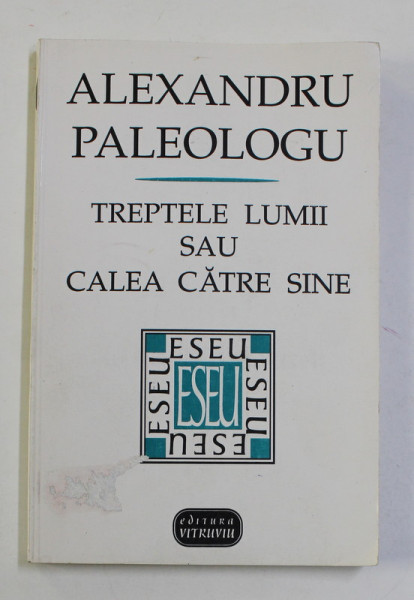 ALEXANDRU
PALEOLOGU
TREPTELE LUMII
SAU
CALEA CĂTRE SINE
ESEU
ESEU
ESEU
ESEU
ESEU
editura
VITRUVIU